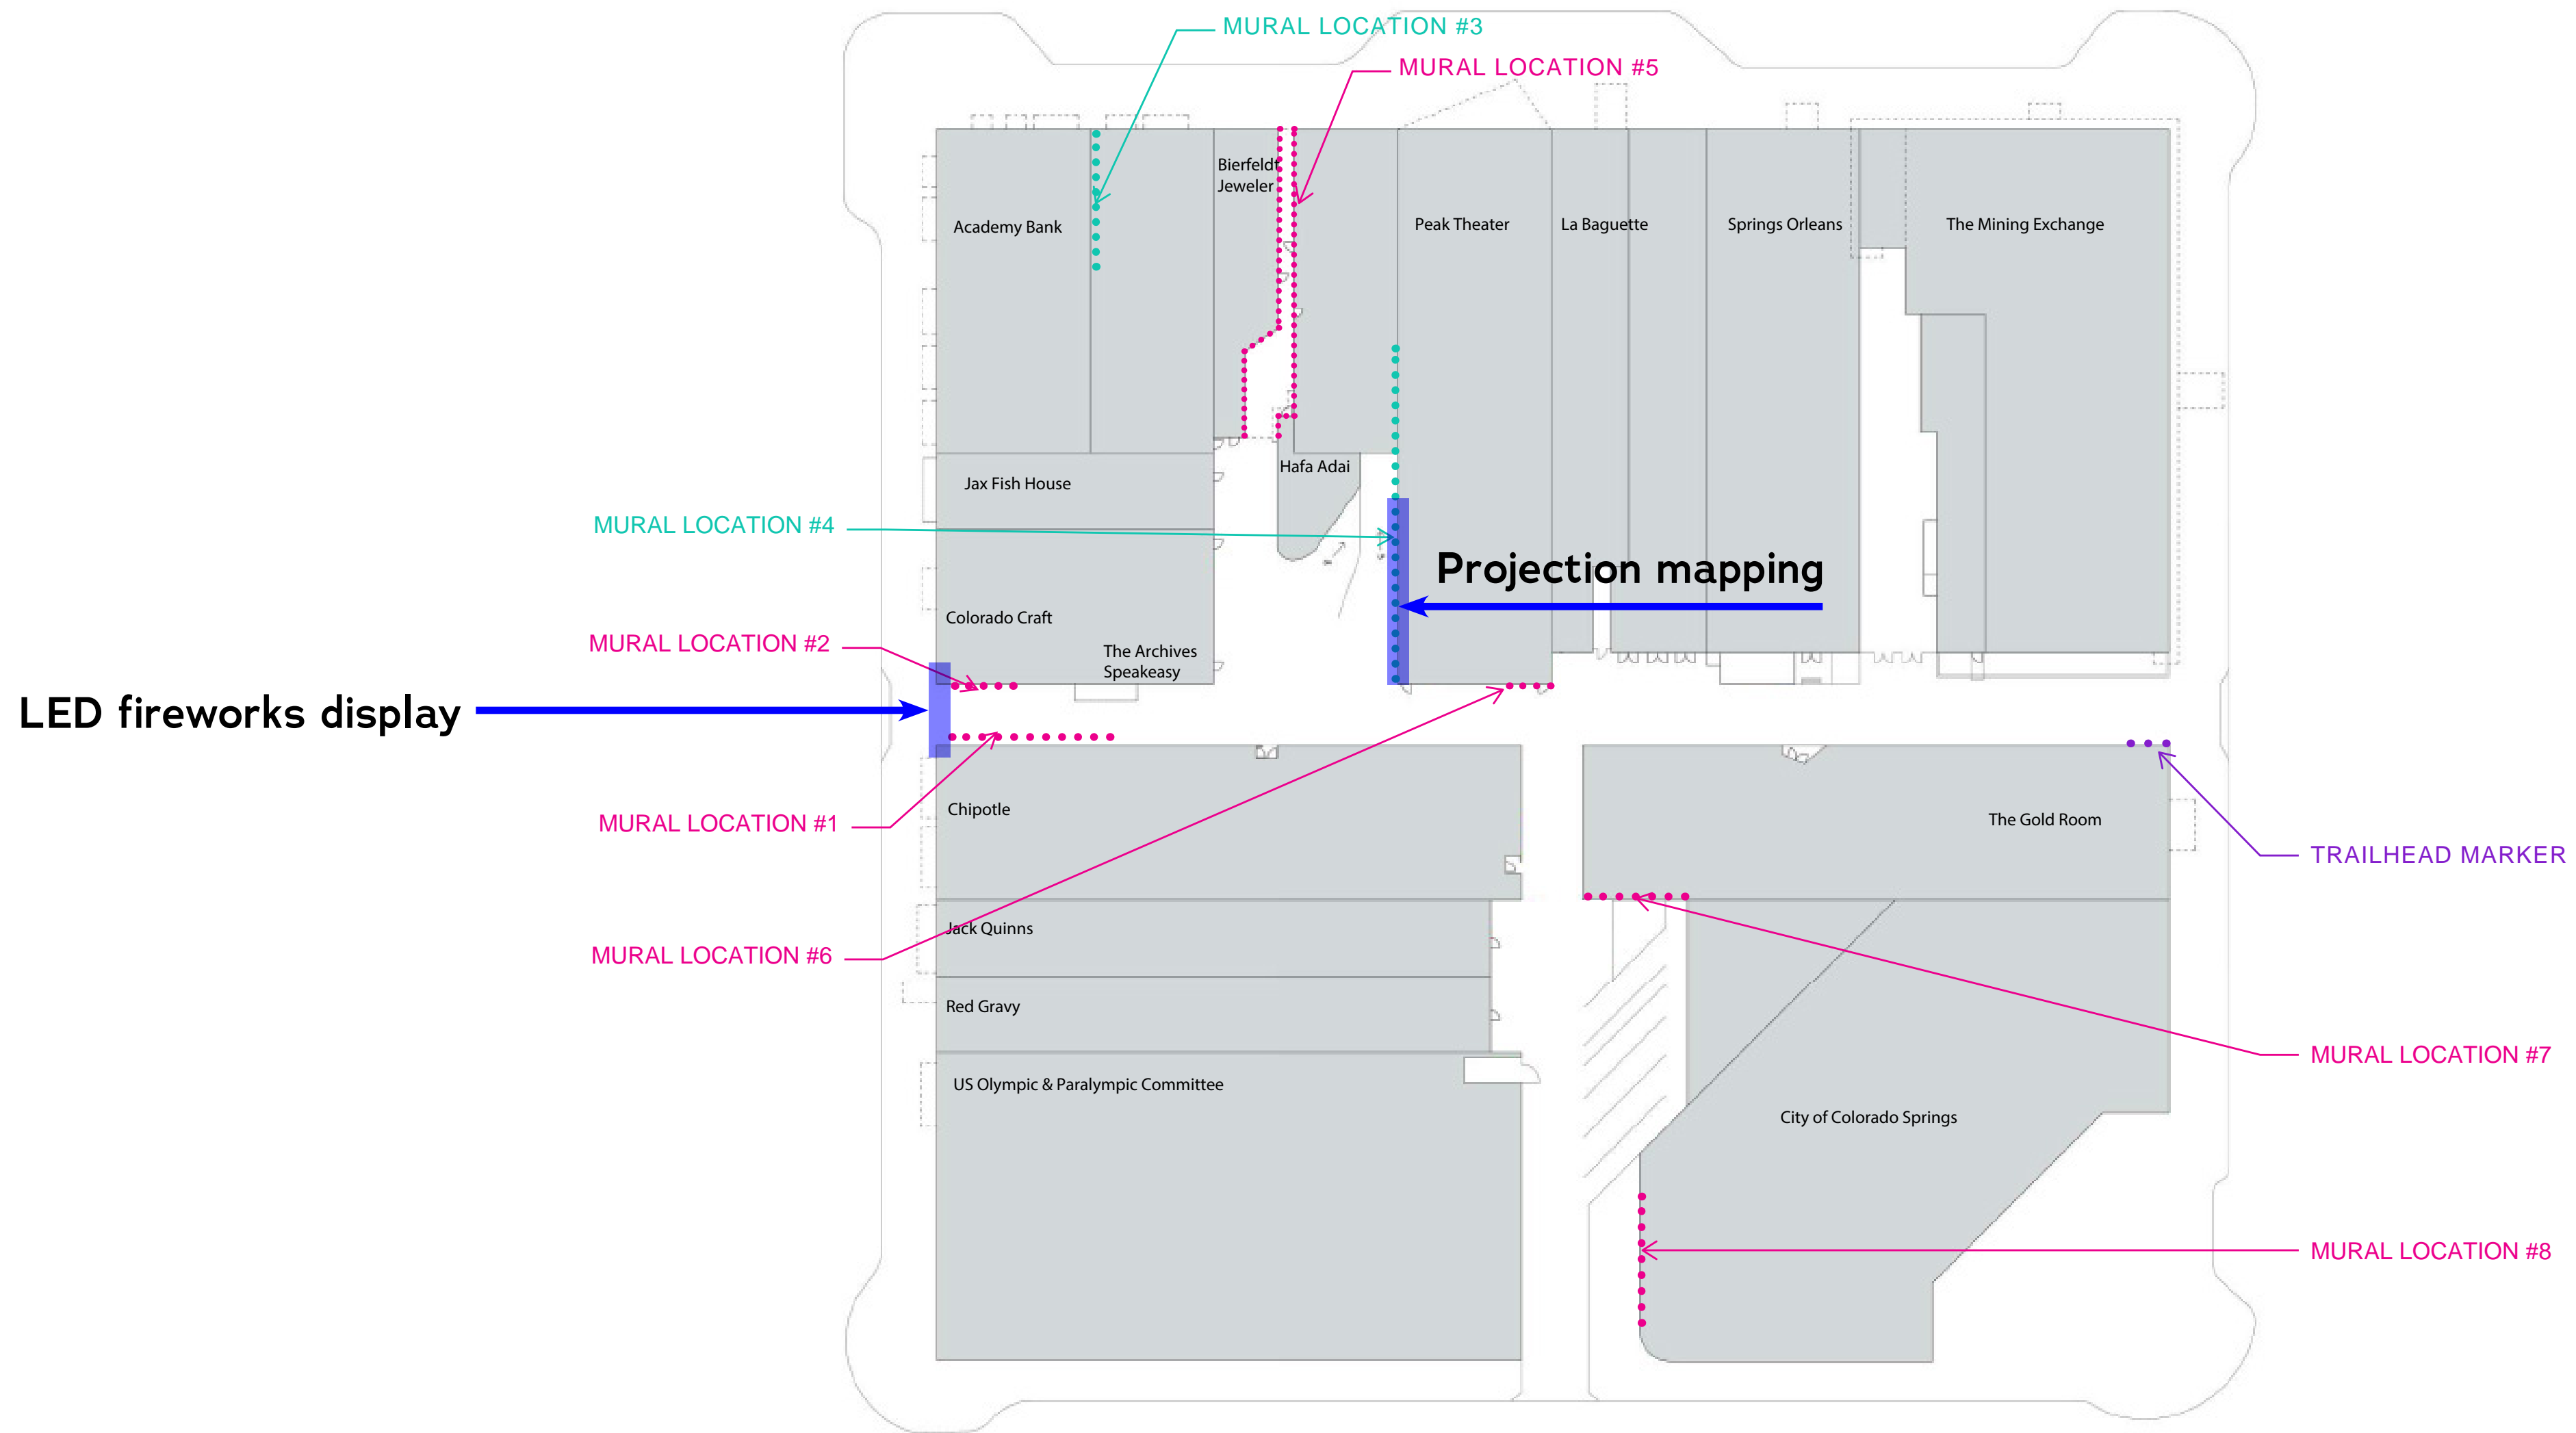 MURAL LOCATION #3
MURAL LOCATION #5
Bierfeldt
Jeweler
Academy Bank
Peak Theater
La Baguette
Springs Orleans
The Mining Exchange
Hafa Adai
Jax Fish House
MURAL LOCATION #4
Projection mapping
Colorado Craft
MURAL LOCATION #2
The Archives
Speakeasy
LED fireworks display
Chipotle
MURAL LOCATION #1
The Gold Room
TRAILHEAD MARKER
Jack Quinns
MURAL LOCATION #6
Red Gravy
MURAL LOCATION #7
US Olympic & Paralympic Committee
City of Colorado Springs
MURAL LOCATION #8